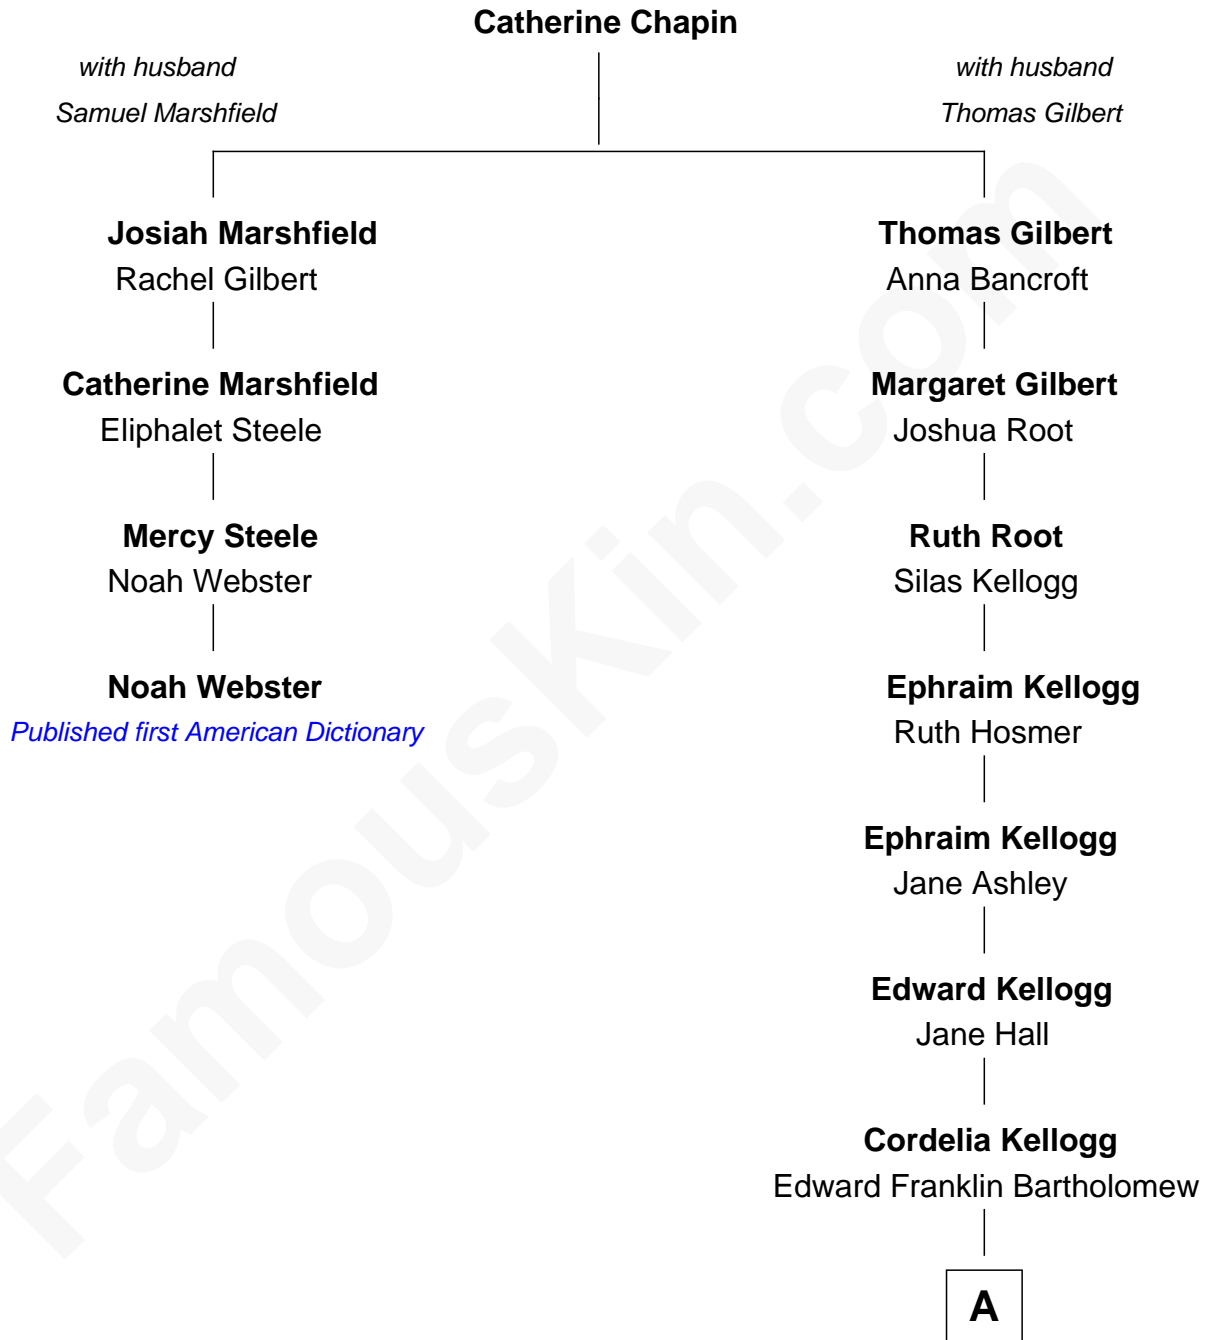 Catherine Chapin
with husband
Samuel Marshfield
with husband
Thomas Gilbert
Josiah Marshfield
Rachel Gilbert
Catherine Marshfield
Eliphalet Steele
Mercy Steele
Noah Webster
Noah Webster
Published first American Dictionary
Thomas Gilbert
Anna Bancroft
Margaret Gilbert
Joshua Root
Ruth Root
Silas Kellogg
Ephraim Kellogg
Ruth Hosmer
Ephraim Kellogg
Jane Ashley
Edward Kellogg
Jane Hall
Cordelia Kellogg
Edward Franklin Bartholomew
A
FamousKin.com